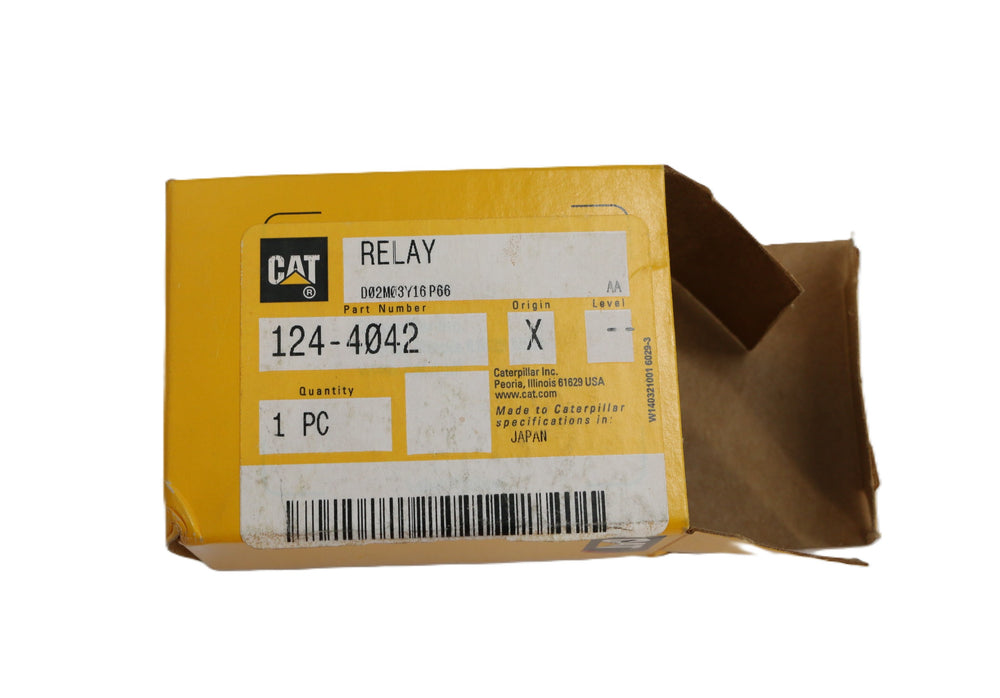 CAT
®
RELAY
D02M03Y16 P66
AA
Part Number
Origin
Level
124-4042
X
--
Caterpillar Inc.
Peoria, Illinois 61629 USA
www.cat.com
Quantity
1 PC
Made to Caterpillar
specifications in:
JAPAN
W140321001 6029-3